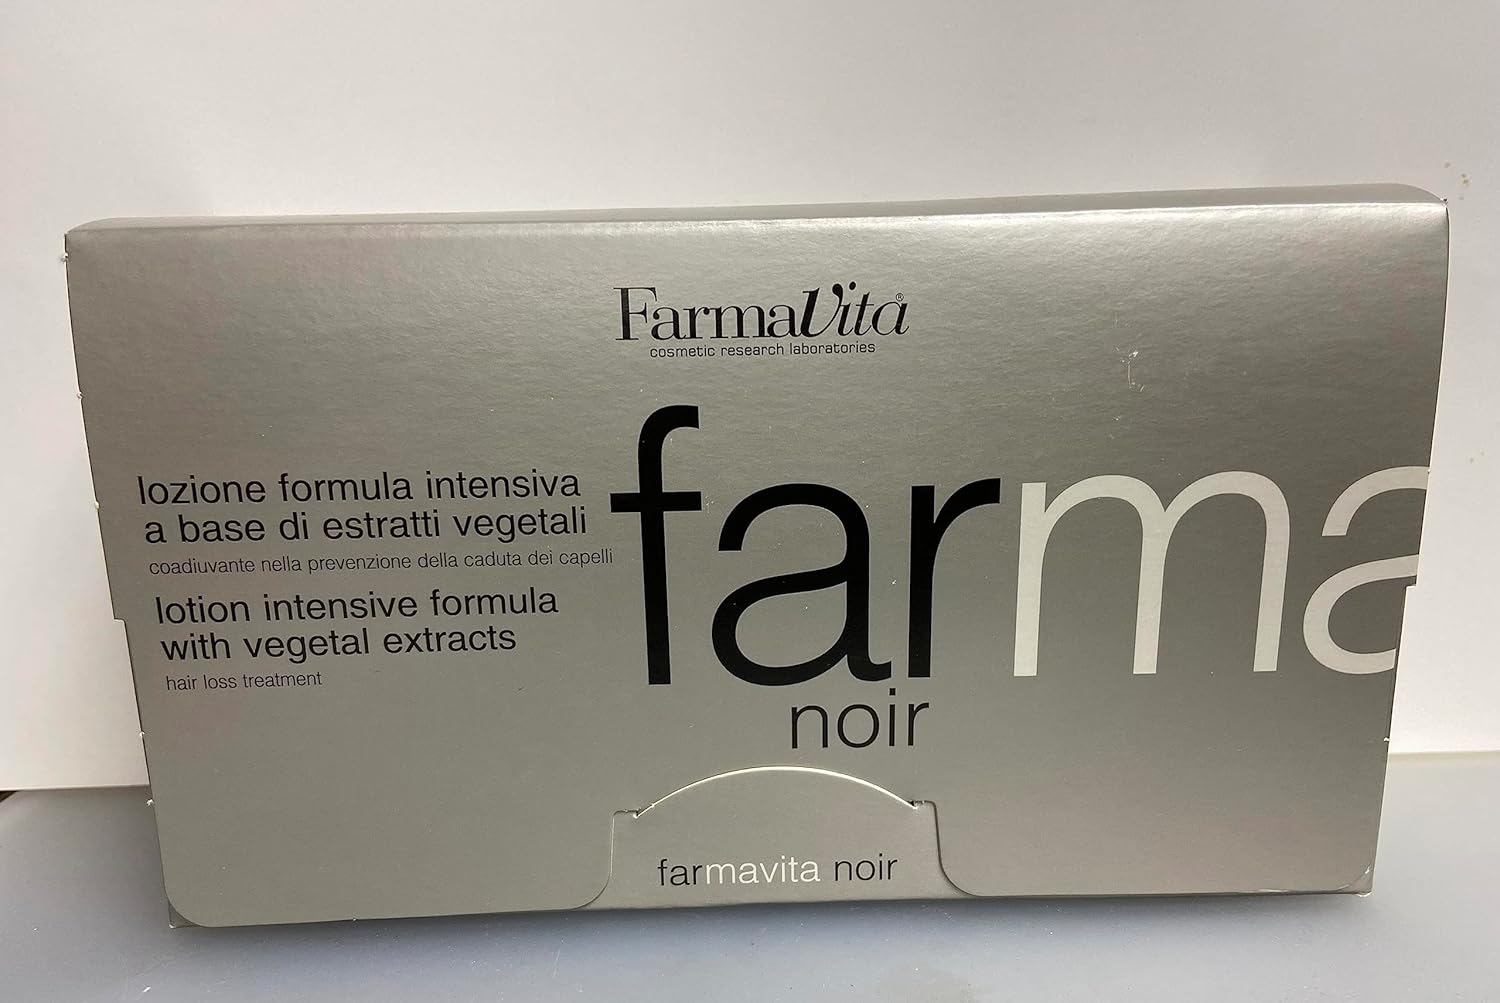 FarmaVita®
cosmetic research laboratories
lozione formula intensiva
a base di estratti vegetali
coadiuvante nella prevenzione della caduta dei capelli
lotion intensive formula
with vegetal extracts
hair loss treatment
farma
noir
farmavita noir